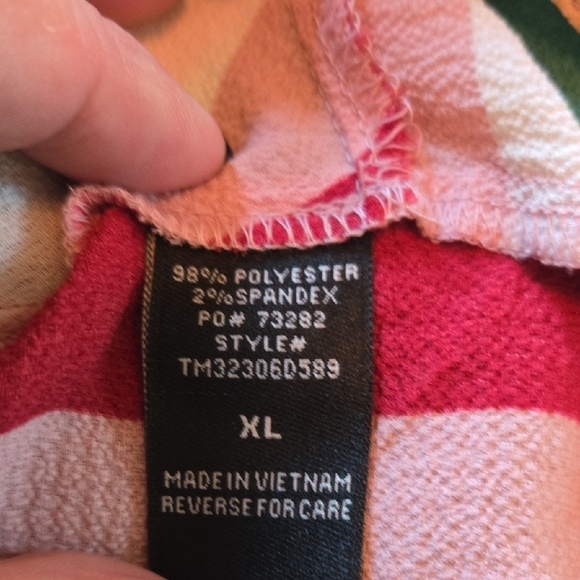 98% POLYESTER
2%SPANDEX
PO# 73282
STYLE#
TM32306D589
XL
MADE IN VIETNAM
REVERSE FOR CARE